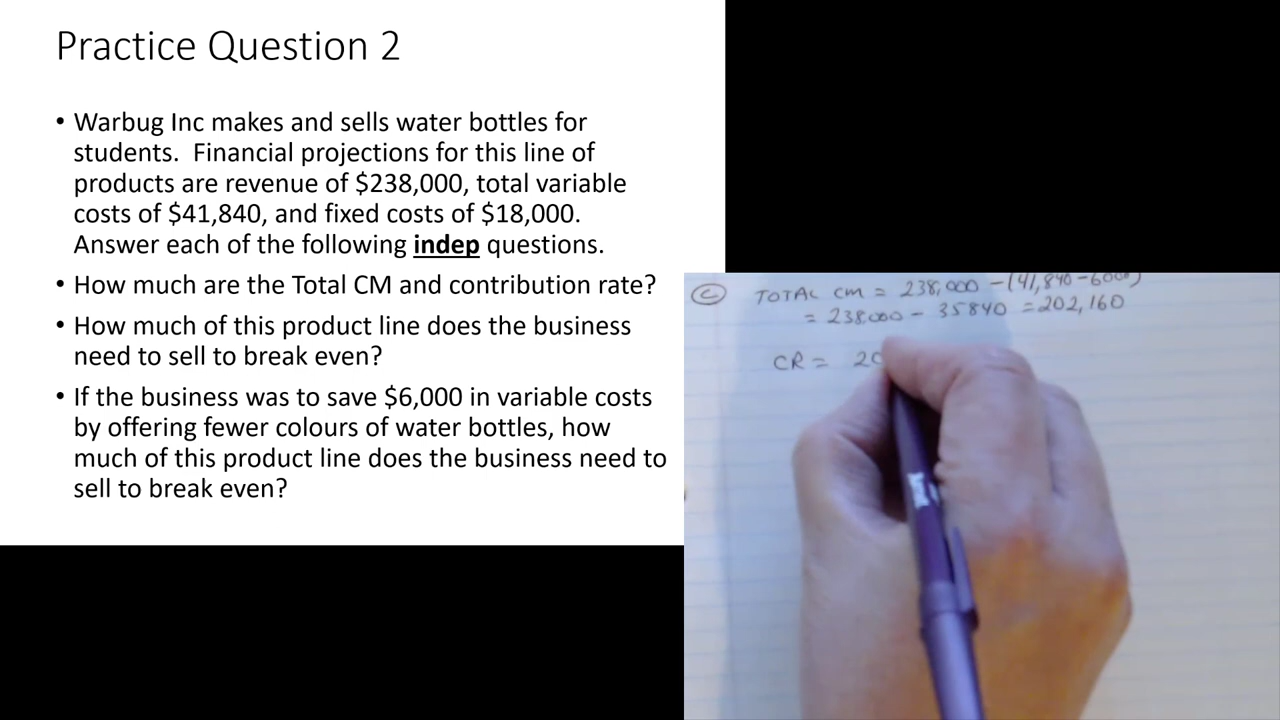 Practice Question 2
• Warbug Inc makes and sells water bottles for
students. Financial projections for this line of
products are revenue of $238,000, total variable
costs of $41,840, and fixed costs of $18,000.
Answer each of the following indep questions.
• How much are the Total CM and contribution rate?
• How much of this product line does the business
need to sell to break even?
• If the business was to save $6,000 in variable costs
by offering fewer colours of water bottles, how
much of this product line does the business need to
sell to break even?
C TOTAL CM = 238,000 - (41,840-6000)
= 238000 - 35840 = 202,160
CR = 20